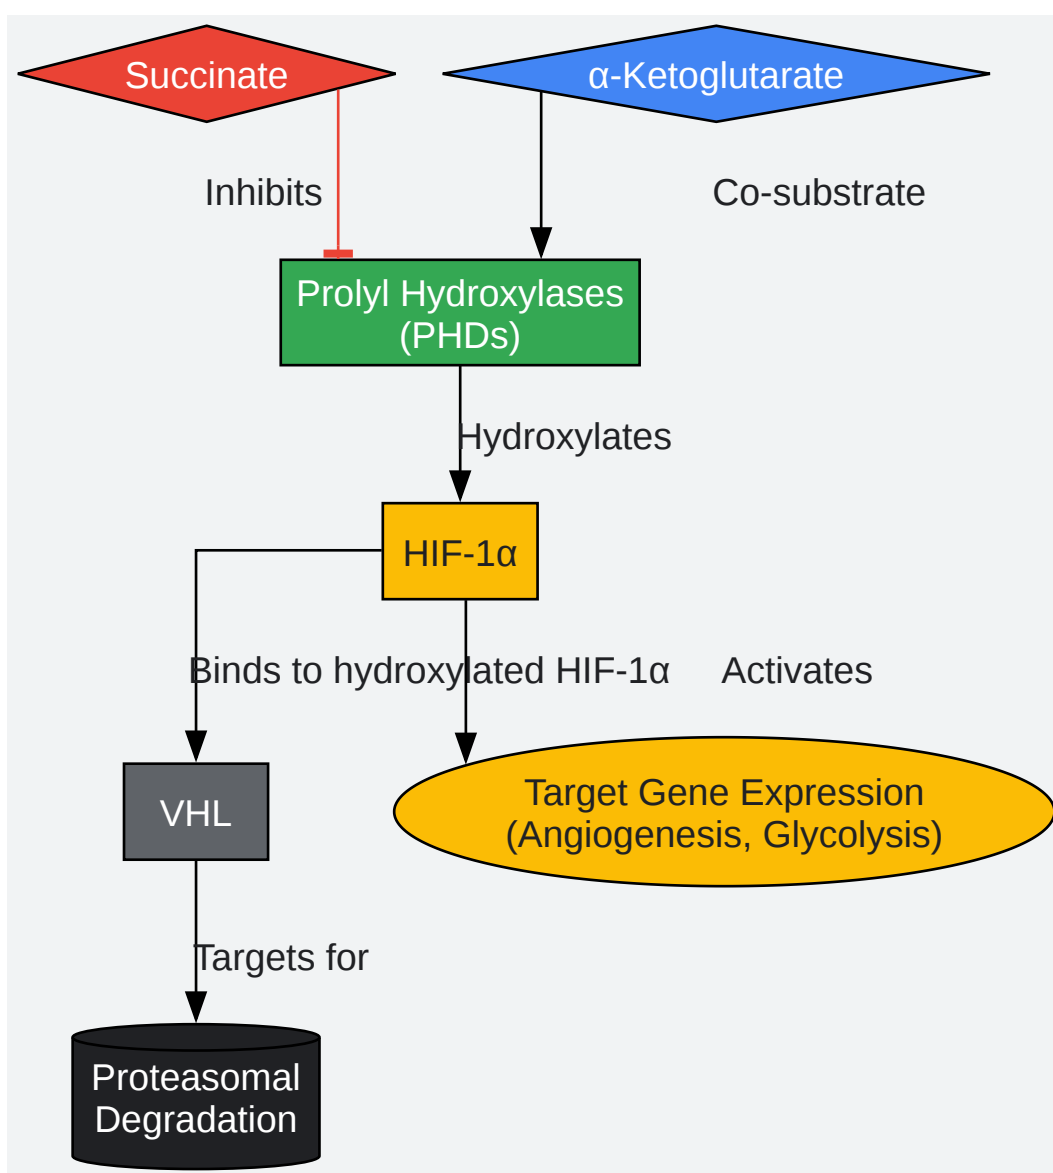 Succinate
α-Ketoglutarate
Inhibits
Co-substrate
Prolyl Hydroxylases
(PHDs)
Hydroxylates
HIF-1α
Binds to hydroxylated HIF-1α
Activates
VHL
Target Gene Expression
(Angiogenesis, Glycolysis)
Targets for
Proteasomal
Degradation